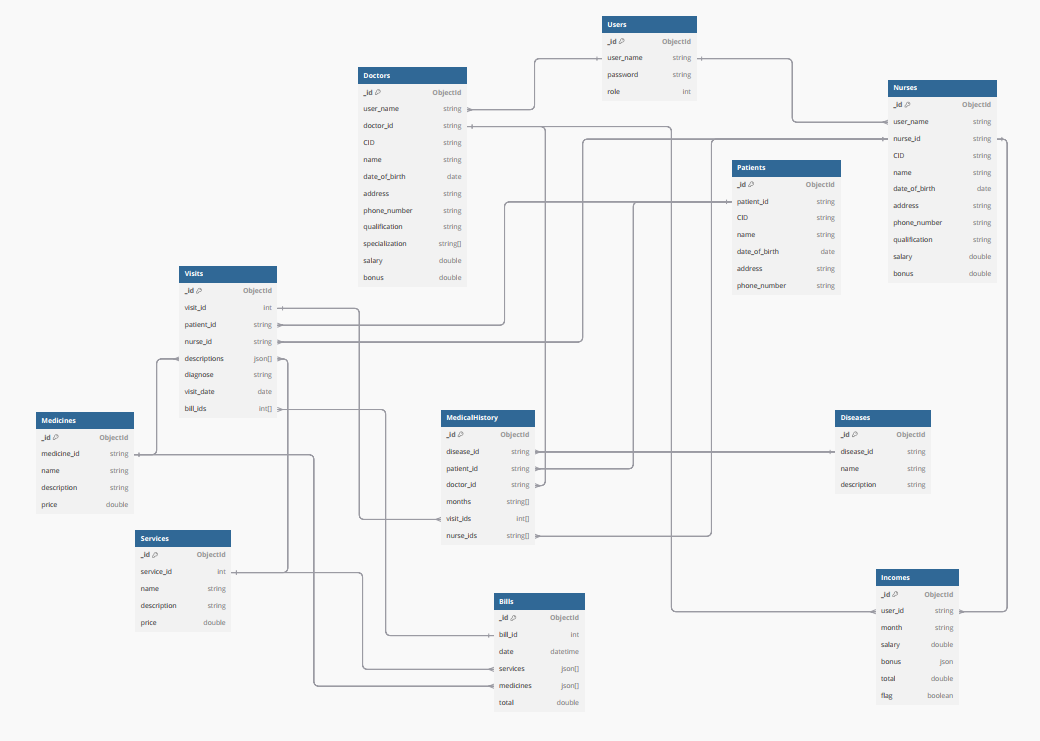 Users
_id ObjectId
user_name string
password string
role int
Doctors
_id ObjectId
user_name string
doctor_id string
CID string
name string
date_of_birth date
address string
phone_number string
qualification string
specialization string[]
salary double
bonus double
Nurses
_id ObjectId
user_name string
nurse_id string
CID string
name string
date_of_birth date
address string
phone_number string
qualification string
salary double
bonus double
Patients
_id ObjectId
patient_id string
CID string
name string
date_of_birth date
address string
phone_number string
Visits
_id ObjectId
visit_id int
patient_id string
nurse_id string
descriptions json[]
diagnose string
visit_date date
bill_ids int[]
Medicines
_id ObjectId
medicine_id string
name string
description string
price double
MedicalHistory
_id ObjectId
disease_id string
patient_id string
doctor_id string
months string[]
visit_ids int[]
nurse_ids string[]
Diseases
_id ObjectId
disease_id string
name string
description string
Services
_id ObjectId
service_id int
name string
description string
price double
Bills
_id ObjectId
bill_id int
date datetime
services json[]
medicines json[]
total double
Incomes
_id ObjectId
user_id string
month string
salary double
bonus json
total double
flag boolean